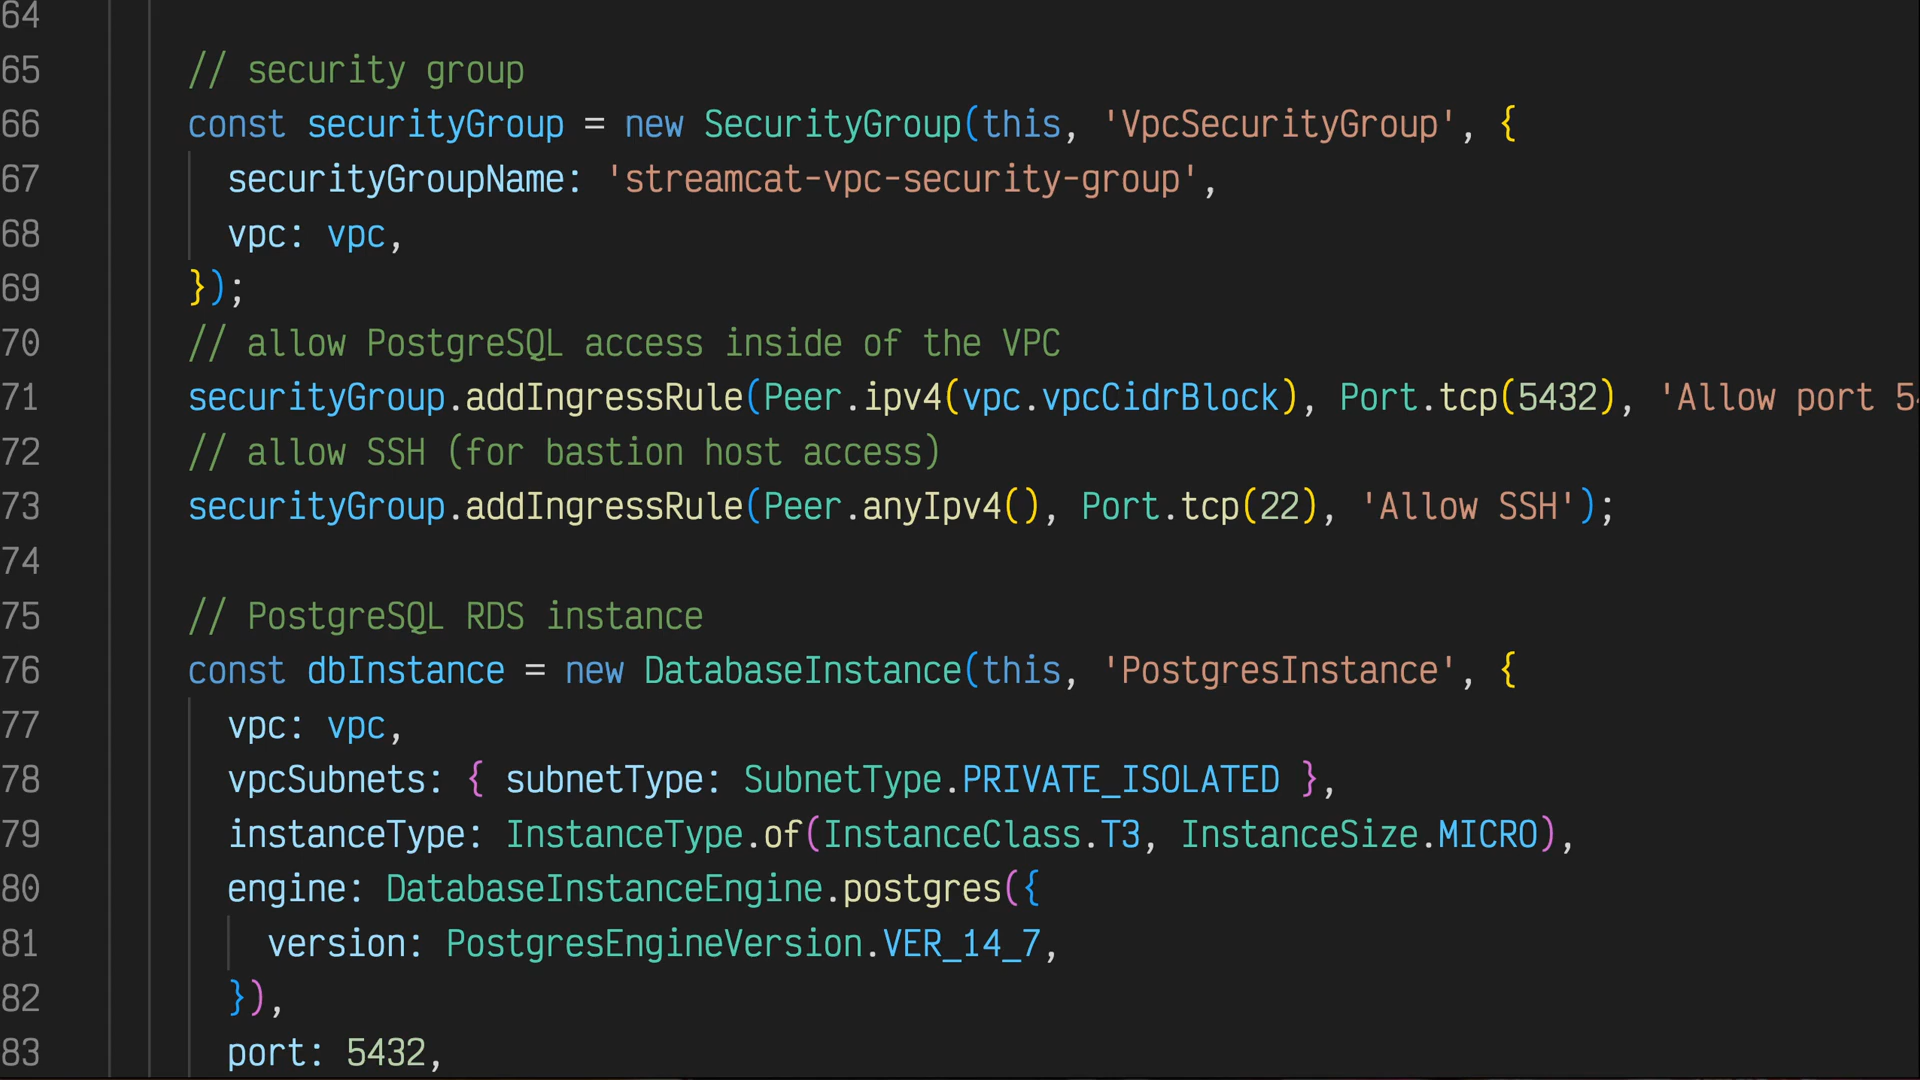 64
65 // security group
66 const securityGroup = new SecurityGroup(this, 'VpcSecurityGroup', {
67 securityGroupName: 'streamcat-vpc-security-group',
68 vpc: vpc,
69 });
70 // allow PostgreSQL access inside of the VPC
71 securityGroup.addIngressRule(Peer.ipv4(vpc.vpcCidrBlock), Port.tcp(5432), 'Allow port 5
72 // allow SSH (for bastion host access)
73 securityGroup.addIngressRule(Peer.anyIpv4(), Port.tcp(22), 'Allow SSH');
74
75 // PostgreSQL RDS instance
76 const dbInstance = new DatabaseInstance(this, 'PostgresInstance', {
77 vpc: vpc,
78 vpcSubnets: { subnetType: SubnetType.PRIVATE_ISOLATED },
79 instanceType: InstanceType.of(InstanceClass.T3, InstanceSize.MICRO),
80 engine: DatabaseInstanceEngine.postgres({
81 version: PostgresEngineVersion.VER_14_7,
82 }),
83 port: 5432,